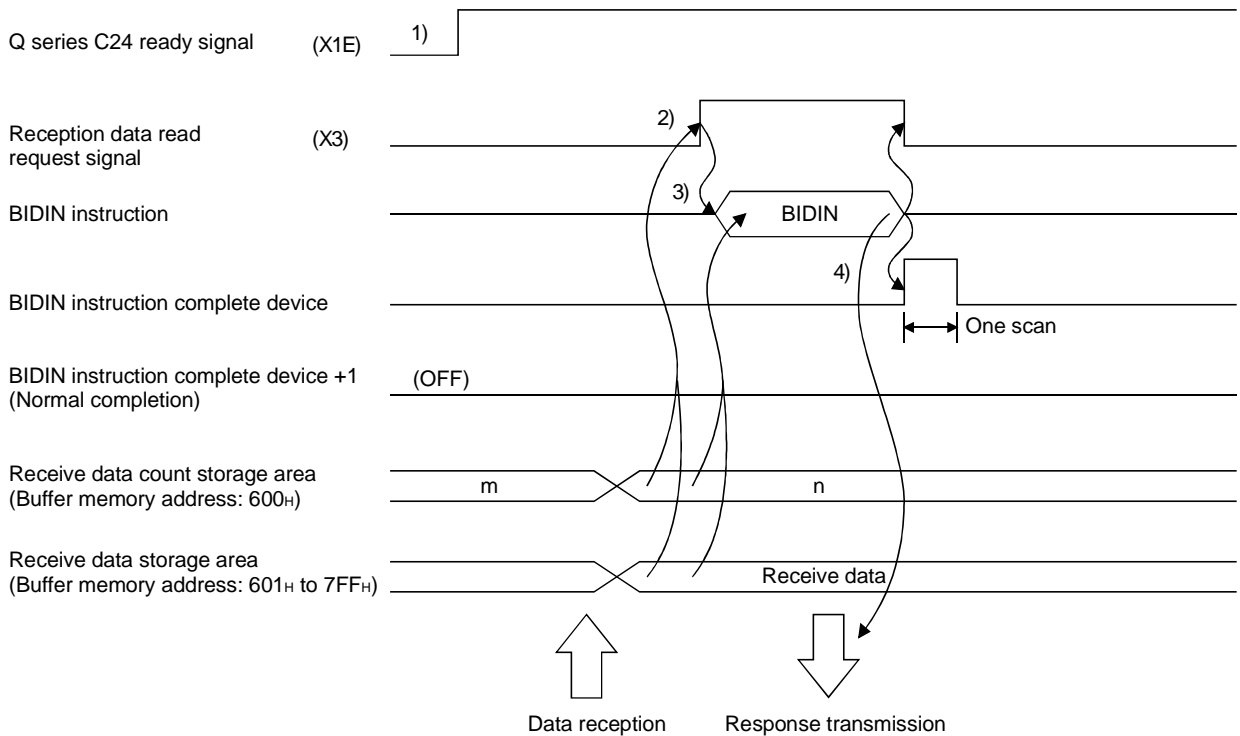 Q series C24 ready signal (X1E) 1)
Reception data read
request signal (X3) 2)
BIDIN instruction 3) BIDIN
BIDIN instruction complete device 4)
One scan
BIDIN instruction complete device +1
(Normal completion) (OFF)
Receive data count storage area
(Buffer memory address: 600H) m n
Receive data storage area
(Buffer memory address: 601H to 7FFH) Receive data
Data reception Response transmission